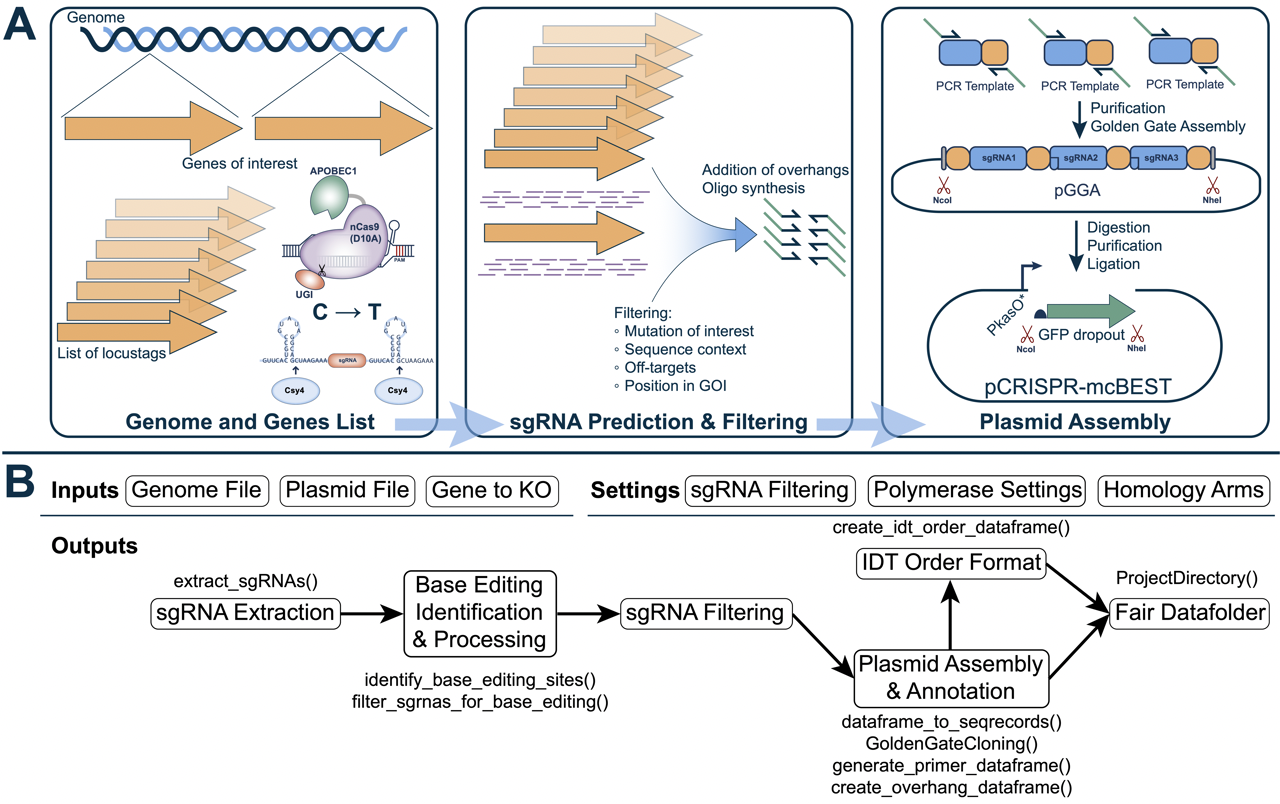 A
Genome
Genes of interest
List of locustags
APOBEC1
nCas9
(D10A)
PAM
UGI
C → T
-GUUCAC
GCUAAGAAA
sgRNA
-GUUCAC
GCUAAGAAA
Csy4
Csy4
Genome and Genes List
Addition of overhangs
Oligo synthesis
Filtering:
◦ Mutation of interest
◦ Sequence context
◦ Off-targets
◦ Position in GOI
sgRNA Prediction & Filtering
PCR Template
PCR Template
PCR Template
Purification
Golden Gate Assembly
sgRNA1
sgRNA2
sgRNA3
NcoI
pGGA
NheI
Digestion
Purification
Ligation
PkasO*
GFP dropout
NcoI
NheI
pCRISPR-mcBEST
Plasmid Assembly
B
Inputs
Genome File
Plasmid File
Gene to KO
Settings
sgRNA Filtering
Polymerase Settings
Homology Arms
Outputs
extract_sgRNAs()
sgRNA Extraction
Base Editing
Identification
& Processing
identify_base_editing_sites()
filter_sgrnas_for_base_editing()
sgRNA Filtering
create_idt_order_dataframe()
IDT Order Format
Plasmid Assembly
& Annotation
dataframe_to_seqrecords()
GoldenGateCloning()
generate_primer_dataframe()
create_overhang_dataframe()
ProjectDirectory()
Fair Datafolder